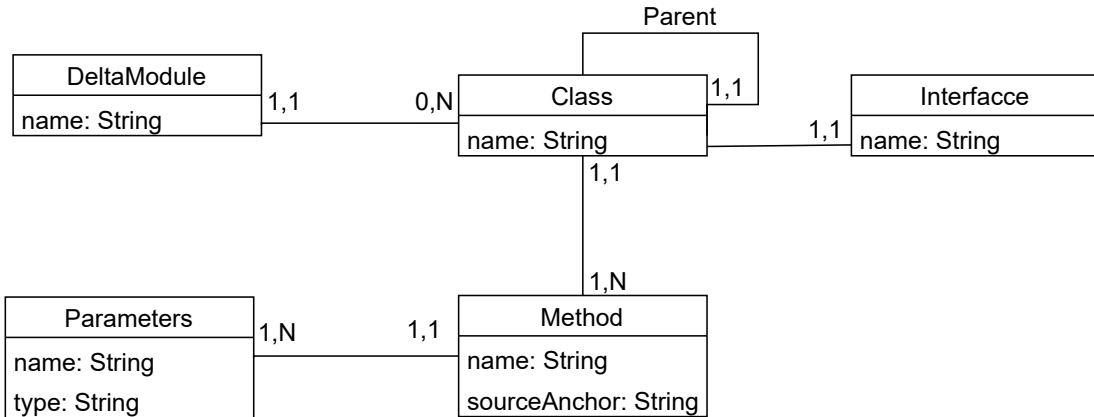 Parent
DeltaModule
name: String
1,1
0,N
Class
name: String
1,1
1,1
Interfacce
name: String
1,1
1,N
Parameters
name: String
type: String
1,N
1,1
Method
name: String
sourceAnchor: String